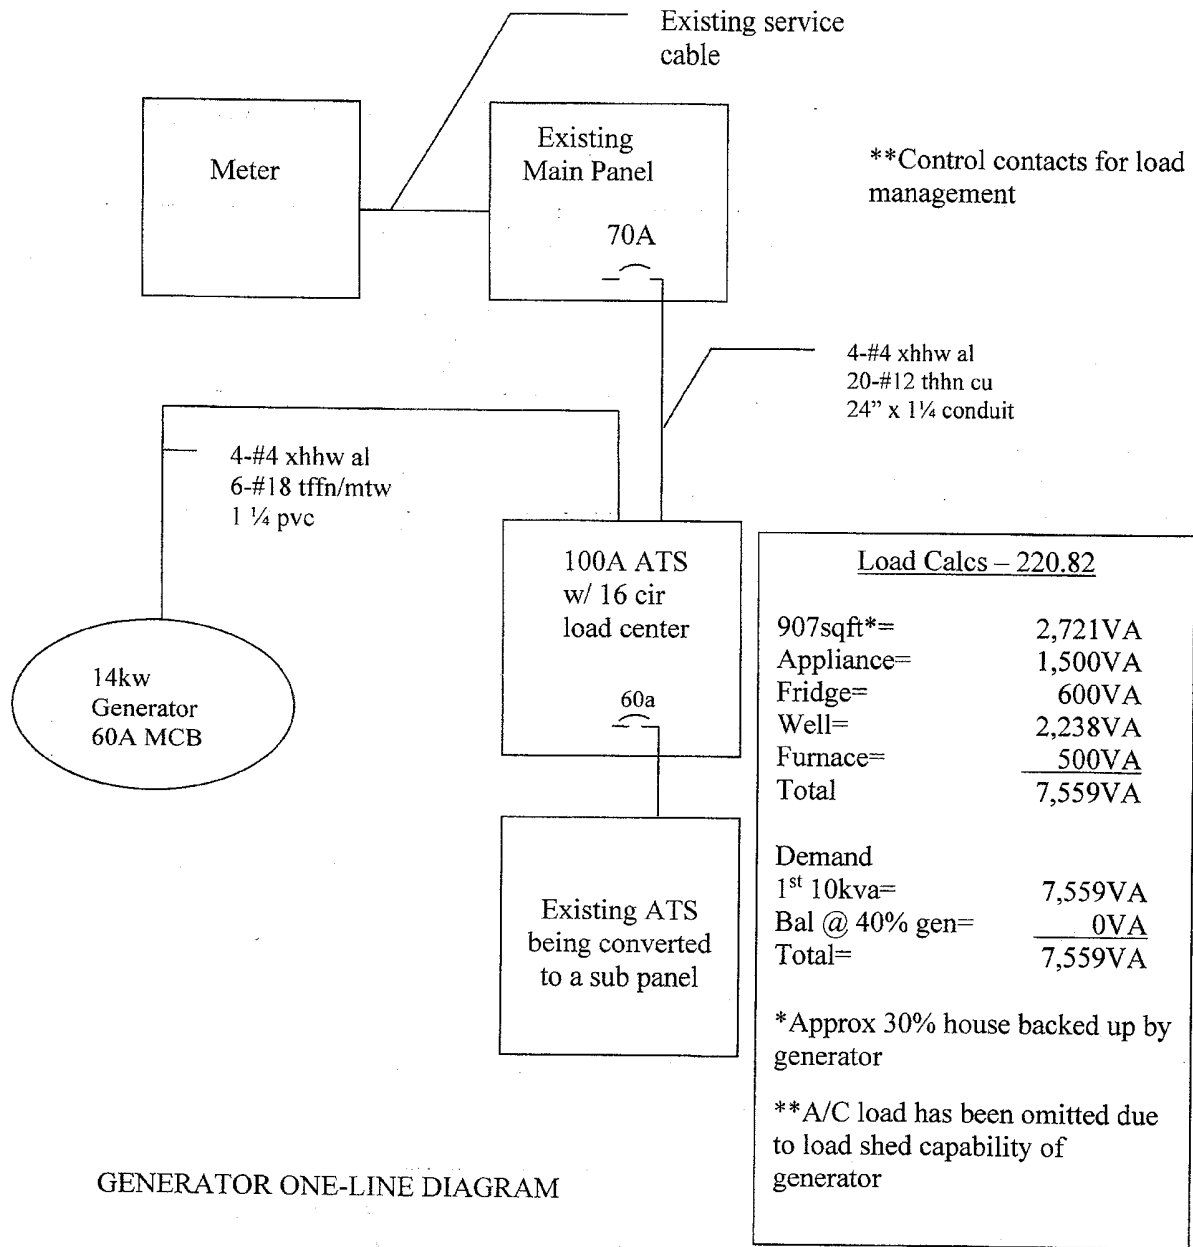 Existing service
cable
Meter
Existing
Main Panel
70A
**Control contacts for load
management
4-#4 xhhw al
20-#12 thhn cu
24” x 1¼ conduit
4-#4 xhhw al
6-#18 tffn/mtw
1 ¼ pvc
14kw
Generator
60A MCB
100A ATS
w/ 16 cir
load center
60a
Existing ATS
being converted
to a sub panel
Load Calcs – 220.82
907sqft*= 2,721VA
Appliance= 1,500VA
Fridge= 600VA
Well= 2,238VA
Furnace= 500VA
Total 7,559VA
Demand
1st 10kva= 7,559VA
Bal @ 40% gen= 0VA
Total= 7,559VA
*Approx 30% house backed up by
generator
**A/C load has been omitted due
to load shed capability of
generator
GENERATOR ONE-LINE DIAGRAM